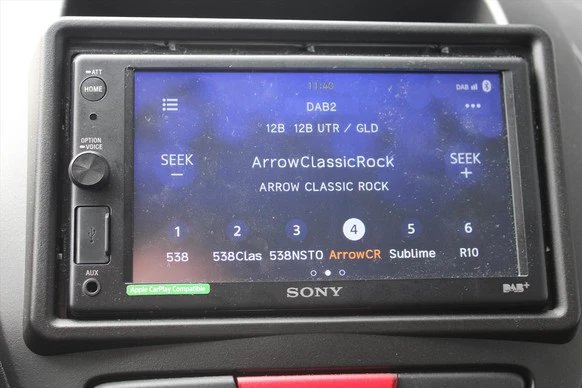 ATT
HOME
OPTION
VOICE
AUX
11:40
DAB
DAB2
12B 12B UTR / GLD
SEEK
−
ArrowClassicRock
SEEK
+
ARROW CLASSIC ROCK
1 2 3 4 5 6
538 538Clas 538NSTO ArrowCR Sublime R10
Apple CarPlay Compatible
SONY
DAB+